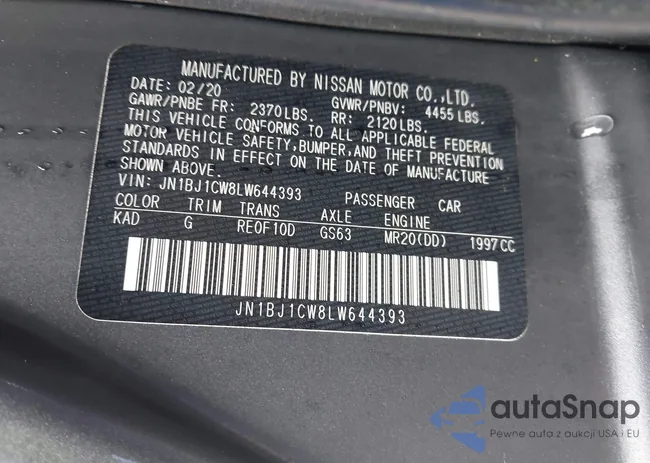 MANUFACTURED BY NISSAN MOTOR CO.,LTD.
DATE: 02/20
GAWR/PNBE FR: 2370LBS. GVWR/PNBV: 4455 LBS.
RR: 2120LBS.
THIS VEHICLE CONFORMS TO ALL APPLICABLE FEDERAL
MOTOR VEHICLE SAFETY,BUMPER,AND THEFT PREVENTION
STANDARDS IN EFFECT ON THE DATE OF MANUFACTURE
SHOWN ABOVE.
VIN: JN1BJ1CW8LW644393 PASSENGER CAR
COLOR TRIM TRANS AXLE ENGINE
KAD G RE0F10D GS63 MR20(DD) 1997CC
JN1BJ1CW8LW644393
autaSnap
Pewne auta z aukcji USA i EU